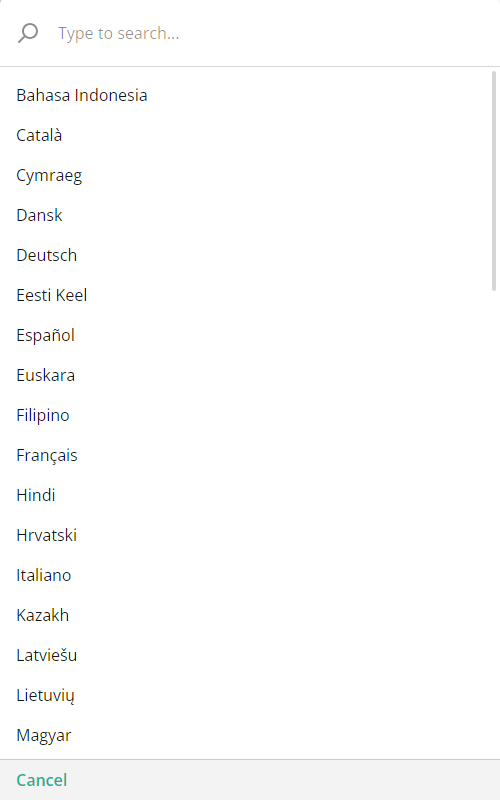 Type to search...
Bahasa Indonesia
Català
Cymraeg
Dansk
Deutsch
Eesti Keel
Español
Euskara
Filipino
Français
Hindi
Hrvatski
Italiano
Kazakh
Latviešu
Lietuvių
Magyar
Cancel